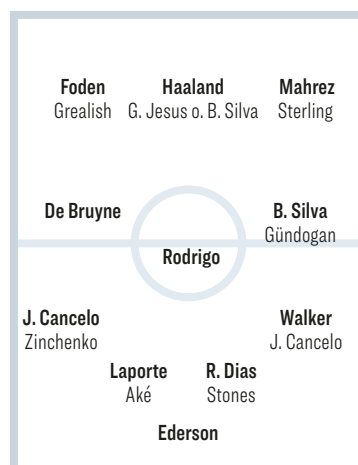 Foden
Grealish
Haaland
G. Jesus o. B. Silva
Mahrez
Sterling
De Bruyne
B. Silva
Gündogan
Rodrigo
J. Cancelo
Zinchenko
Walker
J. Cancelo
Laporte
Aké
R. Dias
Stones
Ederson